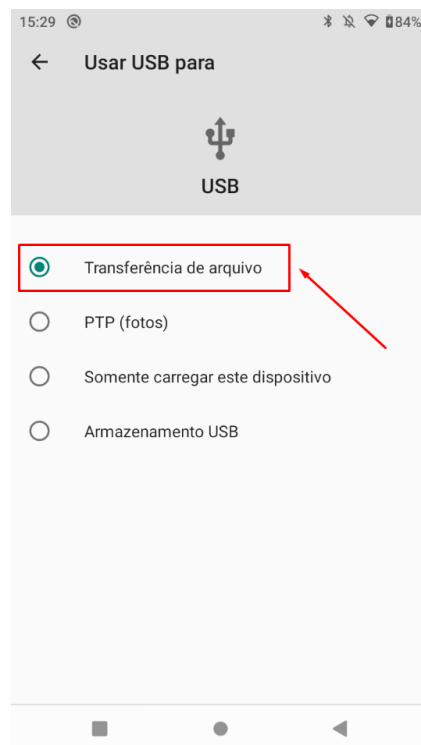 15:29 84%
Usar USB para
USB
Transferência de arquivo
PTP (fotos)
Somente carregar este dispositivo
Armazenamento USB